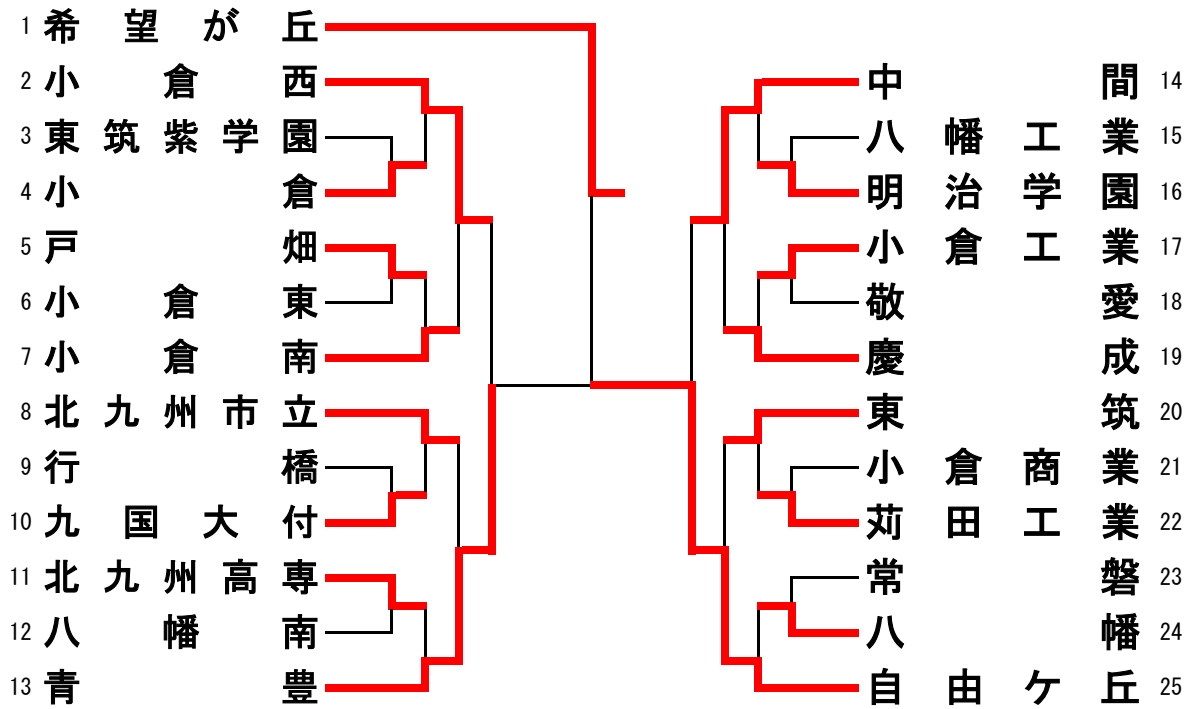 1 希望が丘
2 小倉西
3 東筑紫学園
4 小倉
5 戸畑
6 小倉東
7 小倉南
8 北九州市立
9 行橋
10 九国大付
11 北九州高専
12 八幡南
13 青豊
中間 14
八幡工業 15
明治学園 16
小倉工業 17
敬愛 18
慶成 19
東筑 20
小倉商業 21
苅田工業 22
常磐 23
八幡 24
自由ケ丘 25